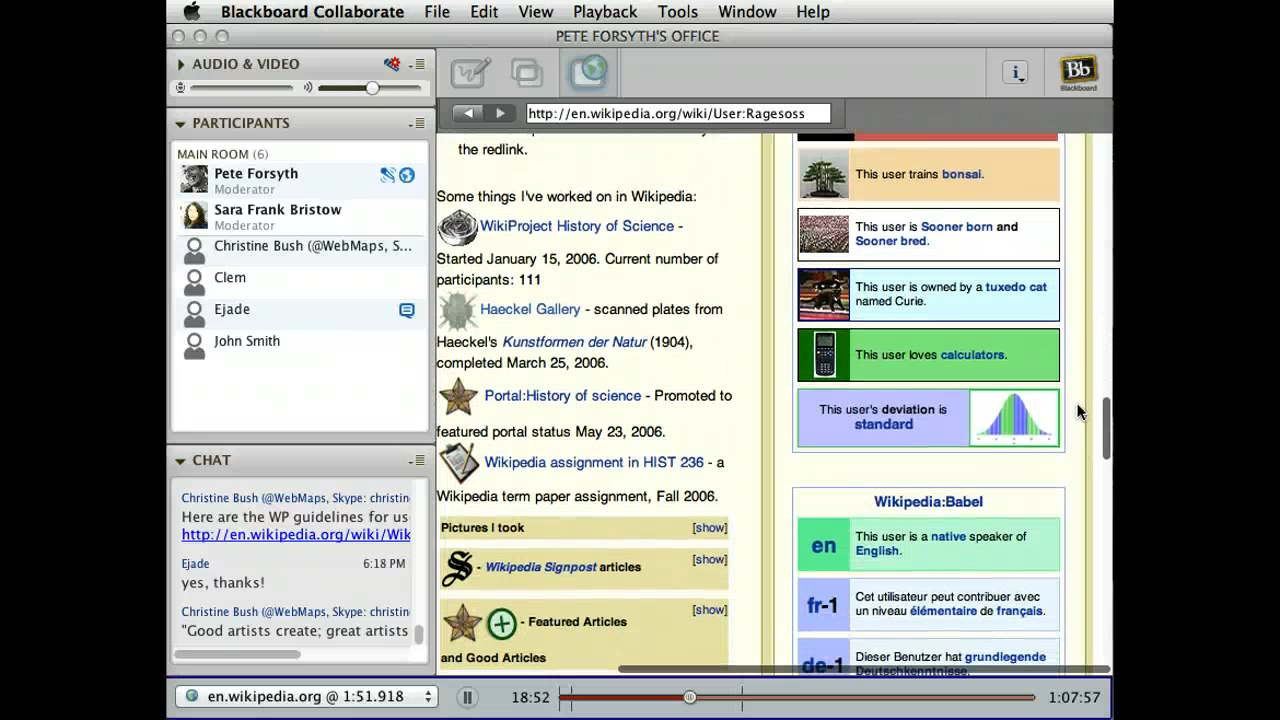 Blackboard Collaborate File Edit View Playback Tools Window Help
PETE FORSYTH'S OFFICE
AUDIO & VIDEO
PARTICIPANTS
MAIN ROOM (6)
Pete Forsyth
Moderator
Sara Frank Bristow
Moderator
Christine Bush (@WebMaps, S...
Clem
Ejade
John Smith
CHAT
Christine Bush (@WebMaps, Skype: christin
Here are the WP guidelines for us
http://en.wikipedia.org/wiki/Wik
Ejade 6:18 PM
yes, thanks!
Christine Bush (@WebMaps, Skype: christin
"Good artists create; great artists
i
Bb
Blackboard
http://en.wikipedia.org/wiki/User:Ragesoss
the redlink.
Some things I've worked on in Wikipedia:
WikiProject History of Science -
Started January 15, 2006. Current number of
participants: 111
Haeckel Gallery - scanned plates from
Haeckel's Kunstformen der Natur (1904),
completed March 25, 2006.
Portal:History of science - Promoted to
featured portal status May 23, 2006.
Wikipedia assignment in HIST 236 - a
Wikipedia term paper assignment, Fall 2006.
Pictures I took [show]
S - Wikipedia Signpost articles [show]
- Featured Articles [show]
and Good Articles
This user trains bonsai.
This user is Sooner born and
Sooner bred.
This user is owned by a tuxedo cat
named Curie.
This user loves calculators.
This user's deviation is
standard
Wikipedia:Babel
en
This user is a native speaker of
English.
fr-1
Cet utilisateur peut contribuer avec
un niveau élémentaire de français.
de-1
Dieser Benutzer hat grundlegende
Deutschkenntnisse.
en.wikipedia.org @ 1:51.918
18:52
1:07:57